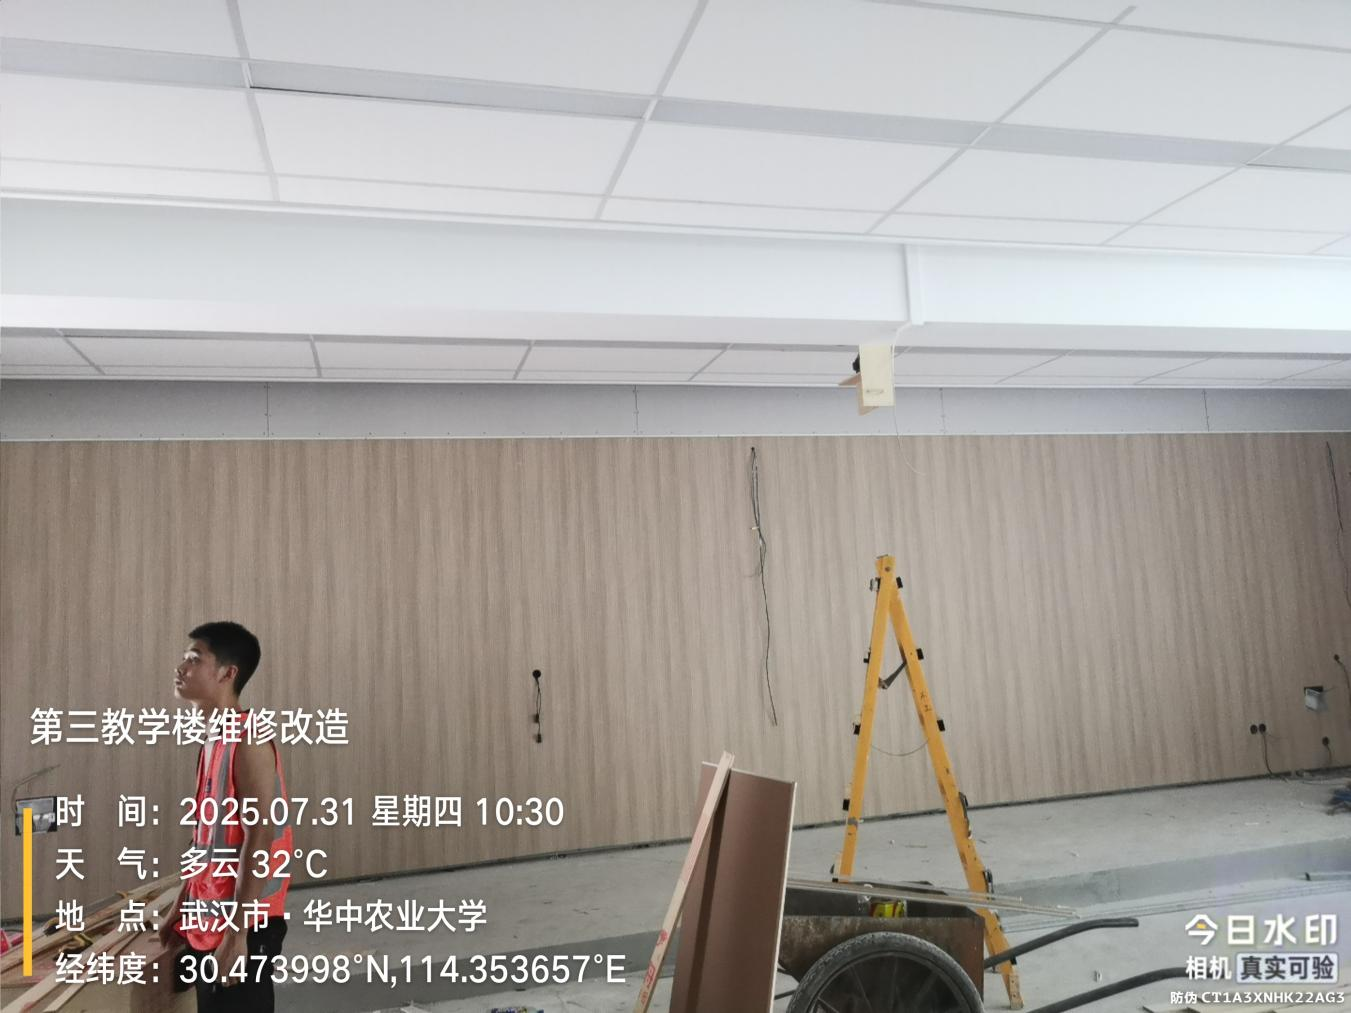 第三教学楼维修改造
时 间：2025.07.31 星期四 10:30
天 气：多云 32°C
地 点：武汉市·华中农业大学
经纬度：30.473998°N,114.353657°E
今日水印
相机 真实可验
防伪 CT1A3XNHK22AG3